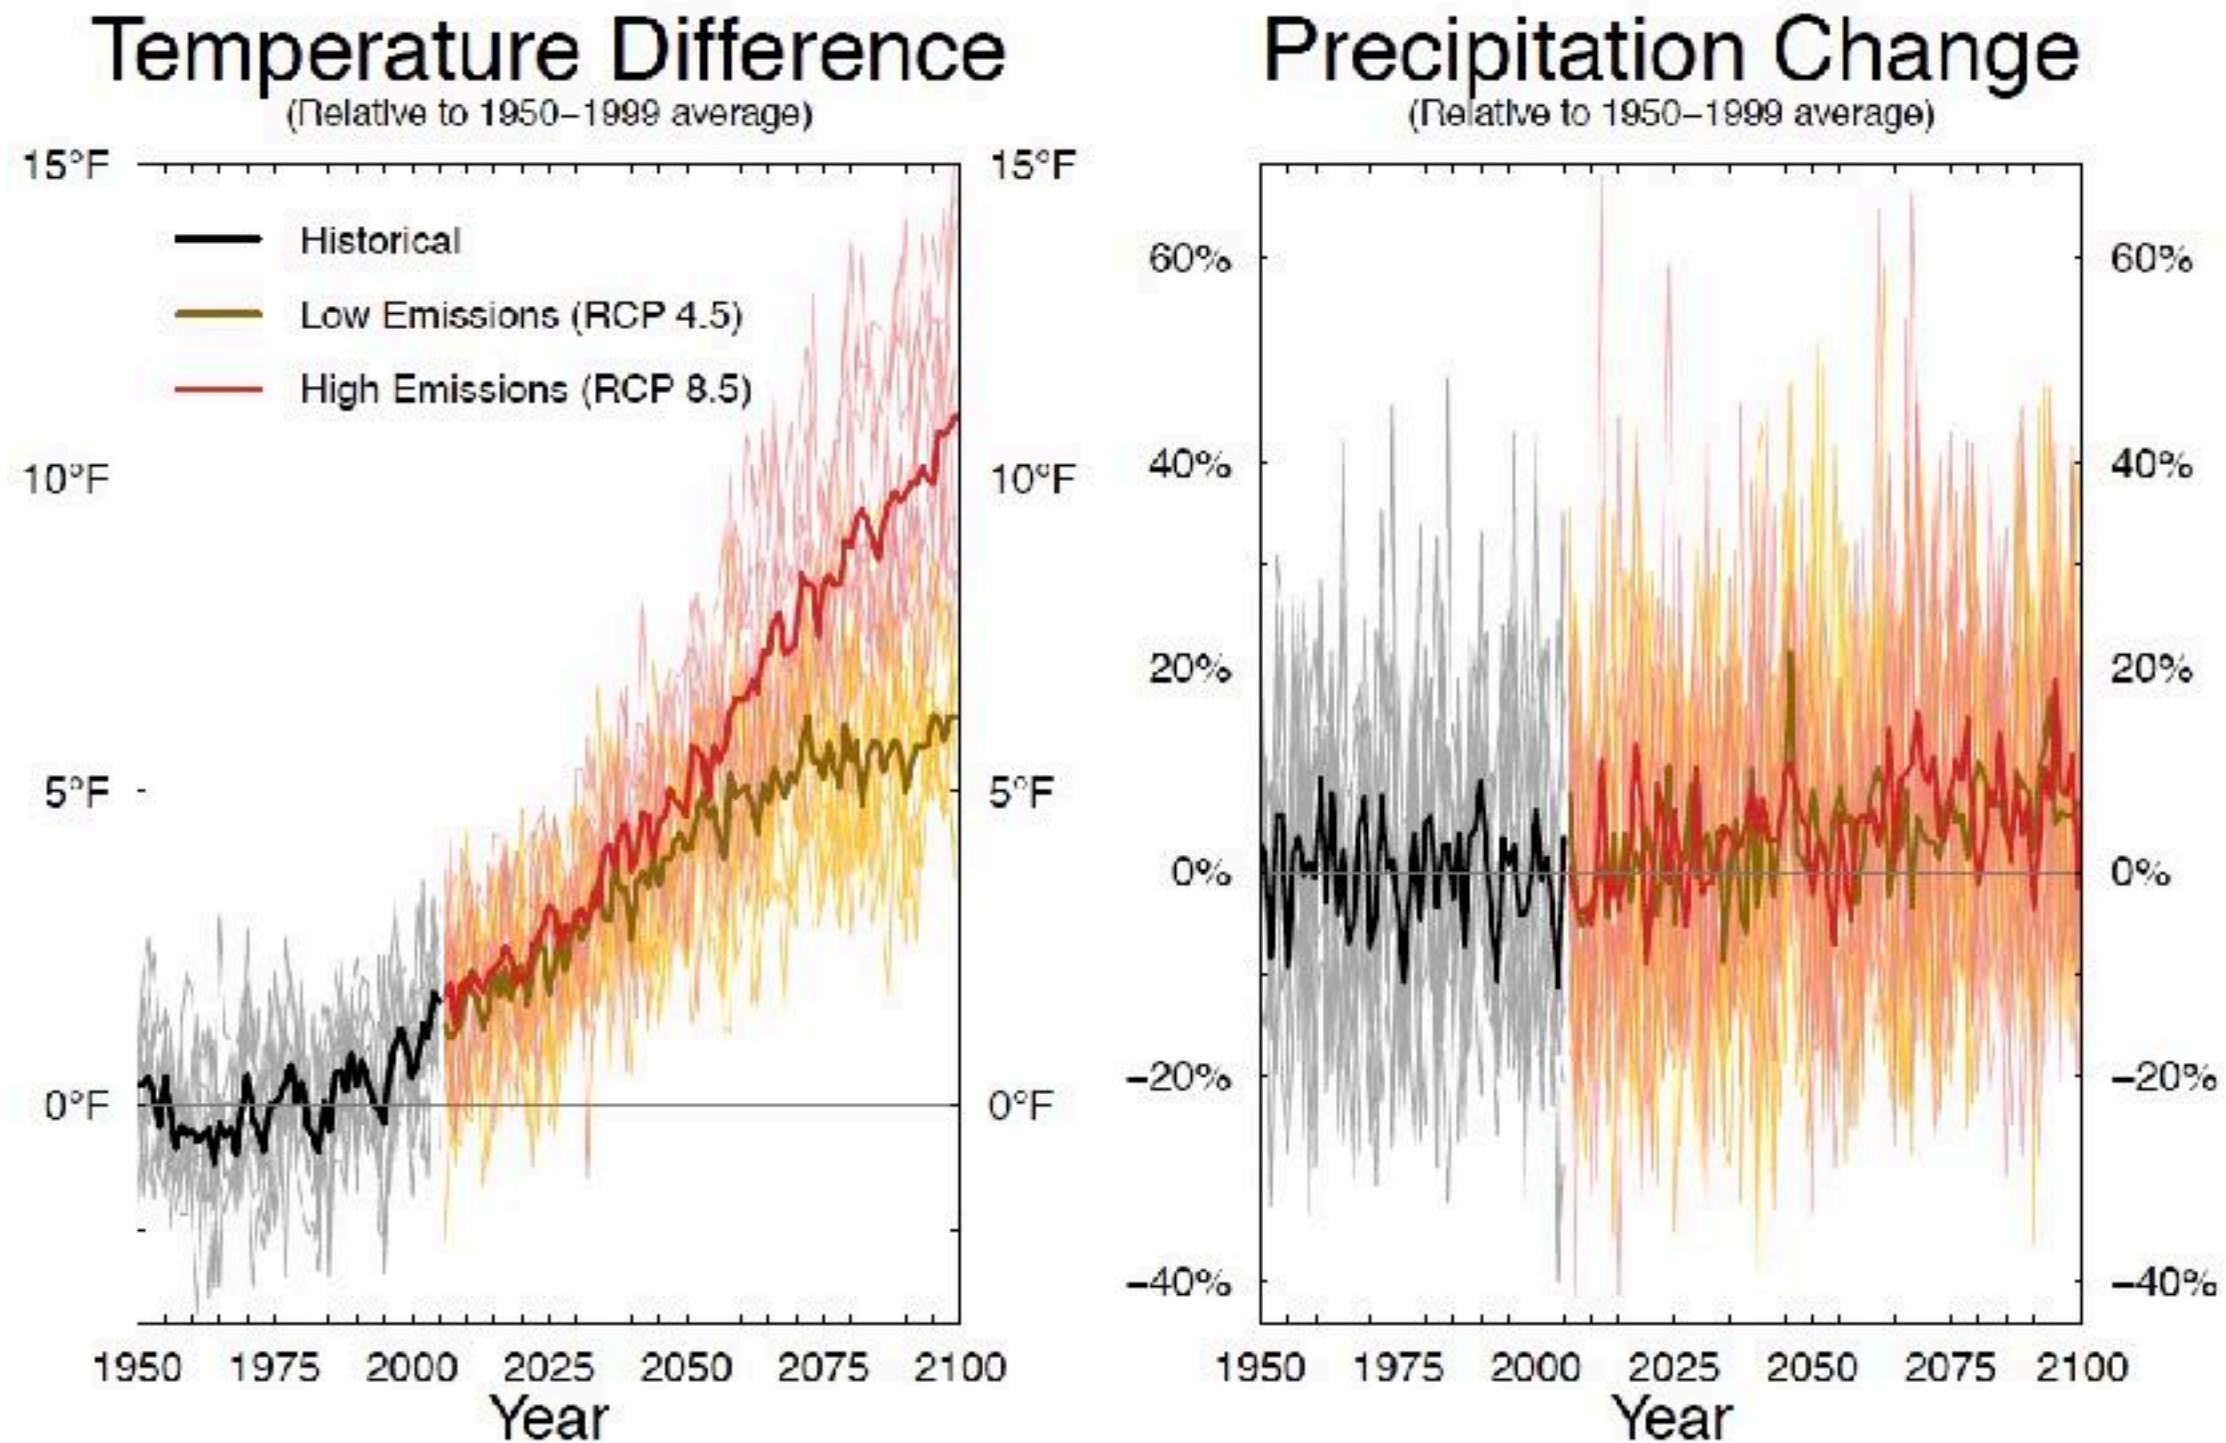 Temperature Difference
(Relative to 1950–1999 average)
15°F
15°F
Historical
Low Emissions (RCP 4.5)
High Emissions (RCP 8.5)
10°F
10°F
5°F
5°F
0°F
0°F
1950 1975 2000 2025 2050 2075 2100
Year
Precipitation Change
(Relative to 1950–1999 average)
60%
60%
40%
40%
20%
20%
0%
0%
−20%
−20%
−40%
−40%
1950 1975 2000 2025 2050 2075 2100
Year